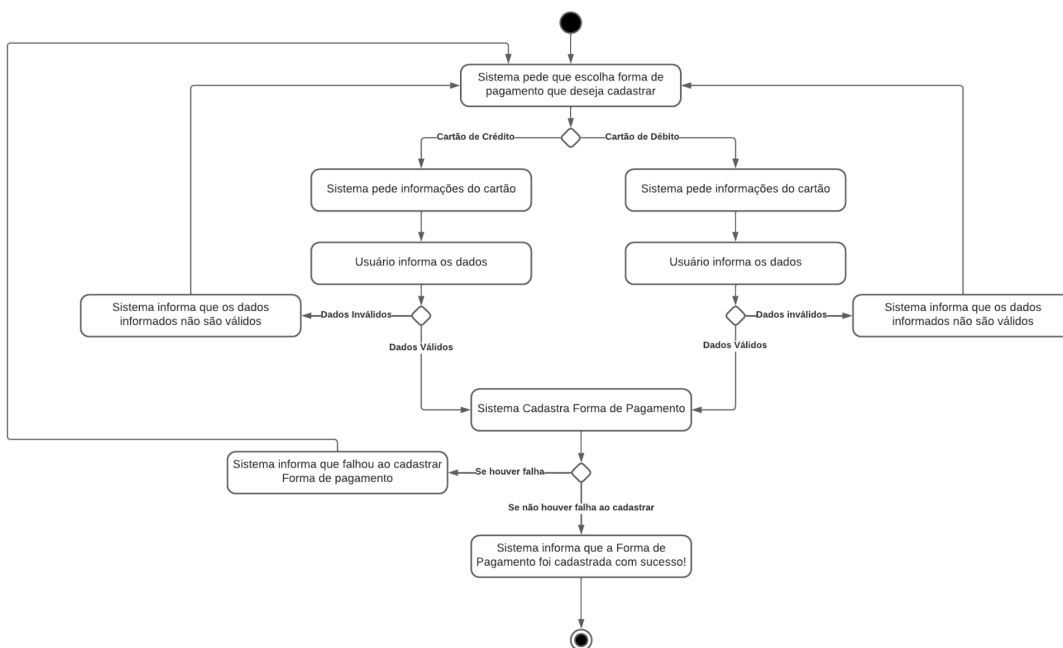 Sistema pede que escolha forma de
pagamento que deseja cadastrar
Cartão de Crédito
Cartão de Débito
Sistema pede informações do cartão
Sistema pede informações do cartão
Usuário informa os dados
Usuário informa os dados
Sistema informa que os dados
informados não são válidos
Dados Inválidos
Dados inválidos
Sistema informa que os dados
informados não são válidos
Dados Válidos
Dados Válidos
Sistema Cadastra Forma de Pagamento
Sistema informa que falhou ao cadastrar
Forma de pagamento
Se houver falha
Se não houver falha ao cadastrar
Sistema informa que a Forma de
Pagamento foi cadastrada com sucesso!